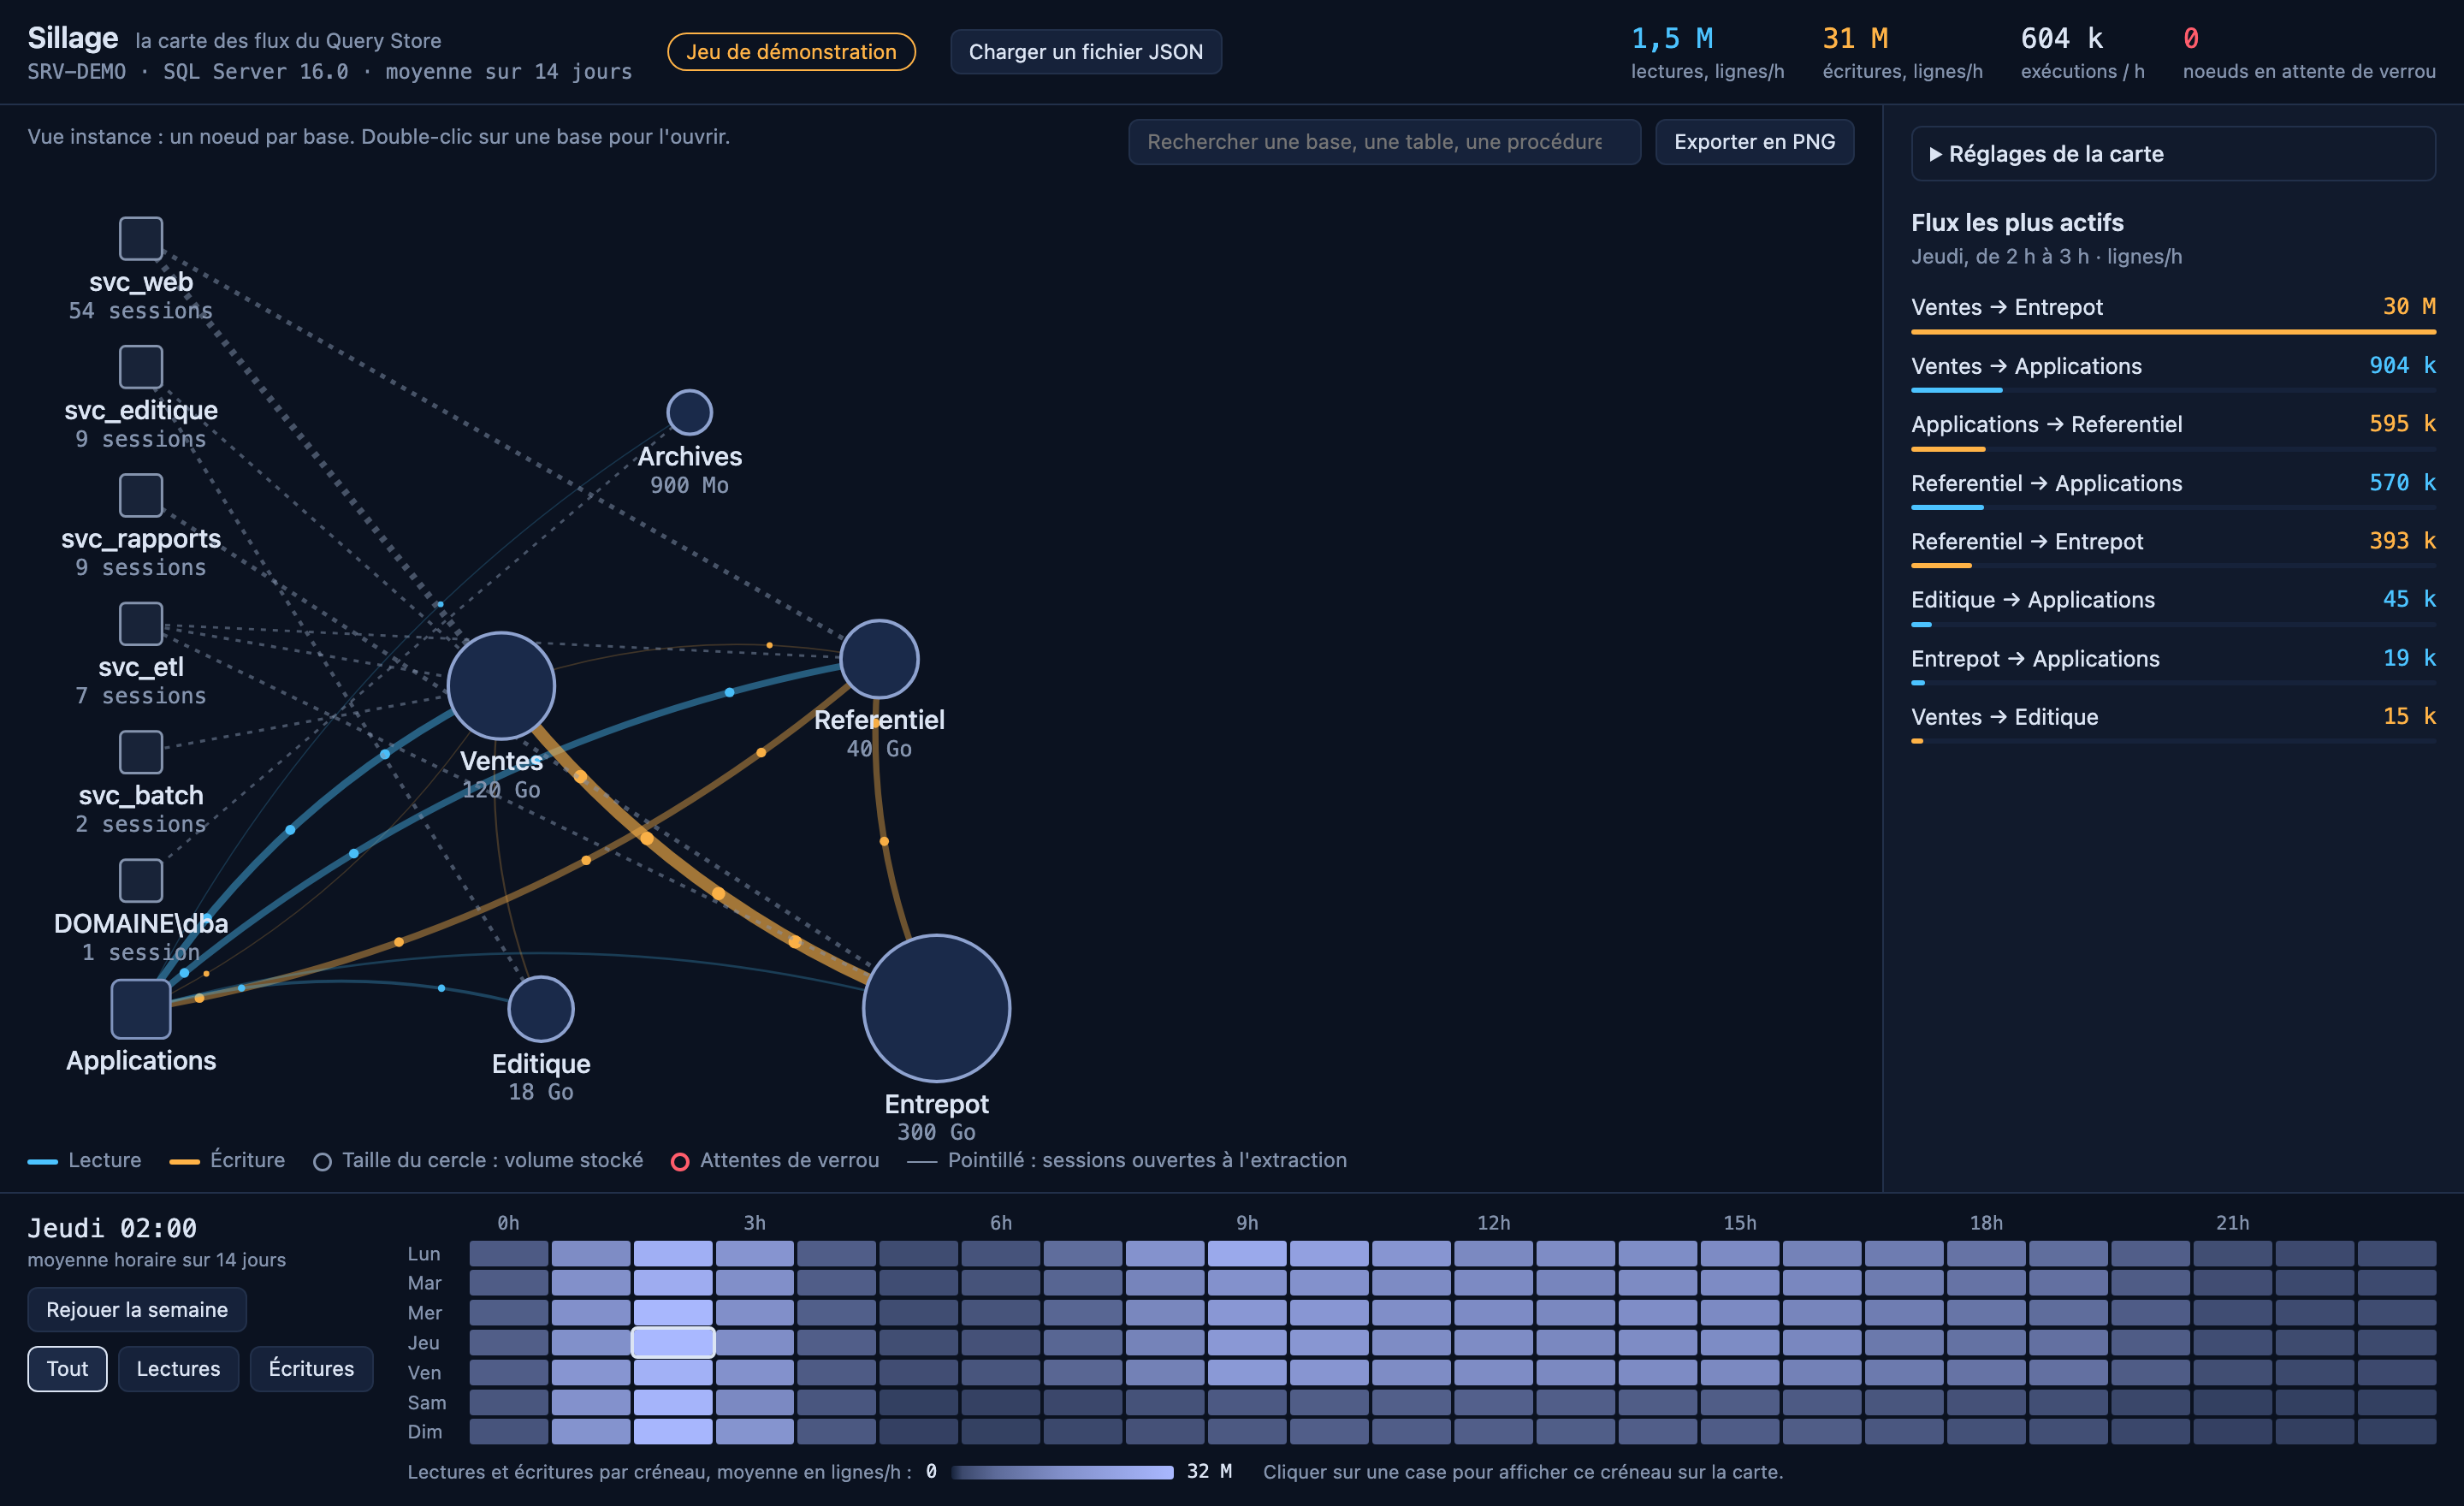 Sillage la carte des flux du Query Store
SRV-DEMO · SQL Server 16.0 · moyenne sur 14 jours
Jeu de démonstration
Charger un fichier JSON
1,5 M
lectures, lignes/h
31 M
écritures, lignes/h
604 k
exécutions / h
0
noeuds en attente de verrou
Vue instance : un noeud par base. Double-clic sur une base pour l'ouvrir.
Rechercher une base, une table, une procédure
Exporter en PNG
svc_web
54 sessions
svc_editique
9 sessions
svc_rapports
9 sessions
svc_etl
7 sessions
svc_batch
2 sessions
DOMAINE\dba
1 session
Applications
Archives
900 Mo
Ventes
120 Go
Referentiel
40 Go
Editique
18 Go
Entrepot
300 Go
Lecture
Écriture
Taille du cercle : volume stocké
Attentes de verrou
Pointillé : sessions ouvertes à l'extraction
▶ Réglages de la carte
Flux les plus actifs
Jeudi, de 2 h à 3 h · lignes/h
Ventes → Entrepot 30 M
Ventes → Applications 904 k
Applications → Referentiel 595 k
Referentiel → Applications 570 k
Referentiel → Entrepot 393 k
Editique → Applications 45 k
Entrepot → Applications 19 k
Ventes → Editique 15 k
Jeudi 02:00
moyenne horaire sur 14 jours
Rejouer la semaine
Tout Lectures Écritures
0h 3h 6h 9h 12h 15h 18h 21h
Lun
Mar
Mer
Jeu
Ven
Sam
Dim
Lectures et écritures par créneau, moyenne en lignes/h : 0 32 M Cliquer sur une case pour afficher ce créneau sur la carte.